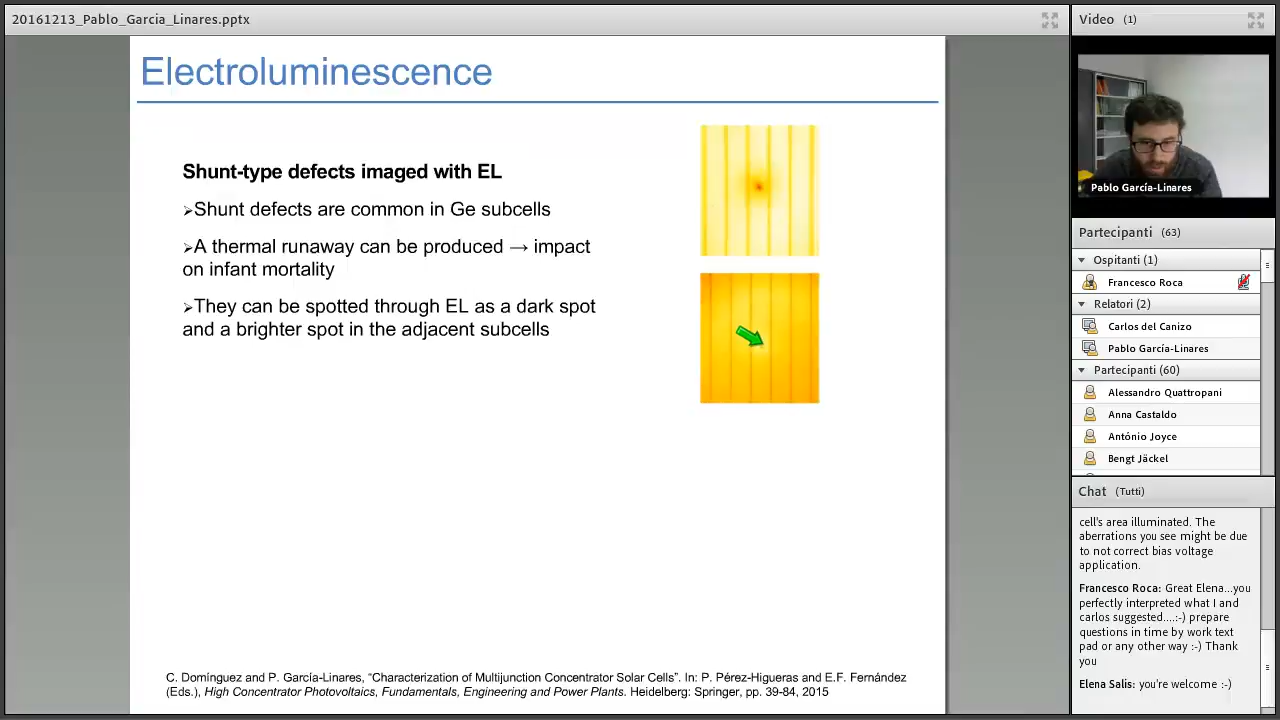 20161213_Pablo_Garcia_Linares.pptx
Electroluminescence
Shunt-type defects imaged with EL
➢Shunt defects are common in Ge subcells
➢A thermal runaway can be produced → impact
on infant mortality
➢They can be spotted through EL as a dark spot
and a brighter spot in the adjacent subcells
C. Domínguez and P. García-Linares, “Characterization of Multijunction Concentrator Solar Cells”. In: P. Pérez-Higueras and E.F. Fernández
(Eds.), High Concentrator Photovoltaics, Fundamentals, Engineering and Power Plants. Heidelberg: Springer, pp. 39-84, 2015
Video (1)
Pablo García-Linares
Partecipanti (63)
Ospitanti (1)
Francesco Roca
Relatori (2)
Carlos del Canizo
Pablo García-Linares
Partecipanti (60)
Alessandro Quattropani
Anna Castaldo
António Joyce
Bengt Jäckel
Chat (Tutti)
cell's area illuminated. The
aberrations you see might be due
to not correct bias voltage
application.
Francesco Roca: Great Elena...you
perfectly interpreted what I and
carlos suggested....:-) prepare
questions in time by work text
pad or any other way :-) Thank
you
Elena Salis: you're welcome :-)